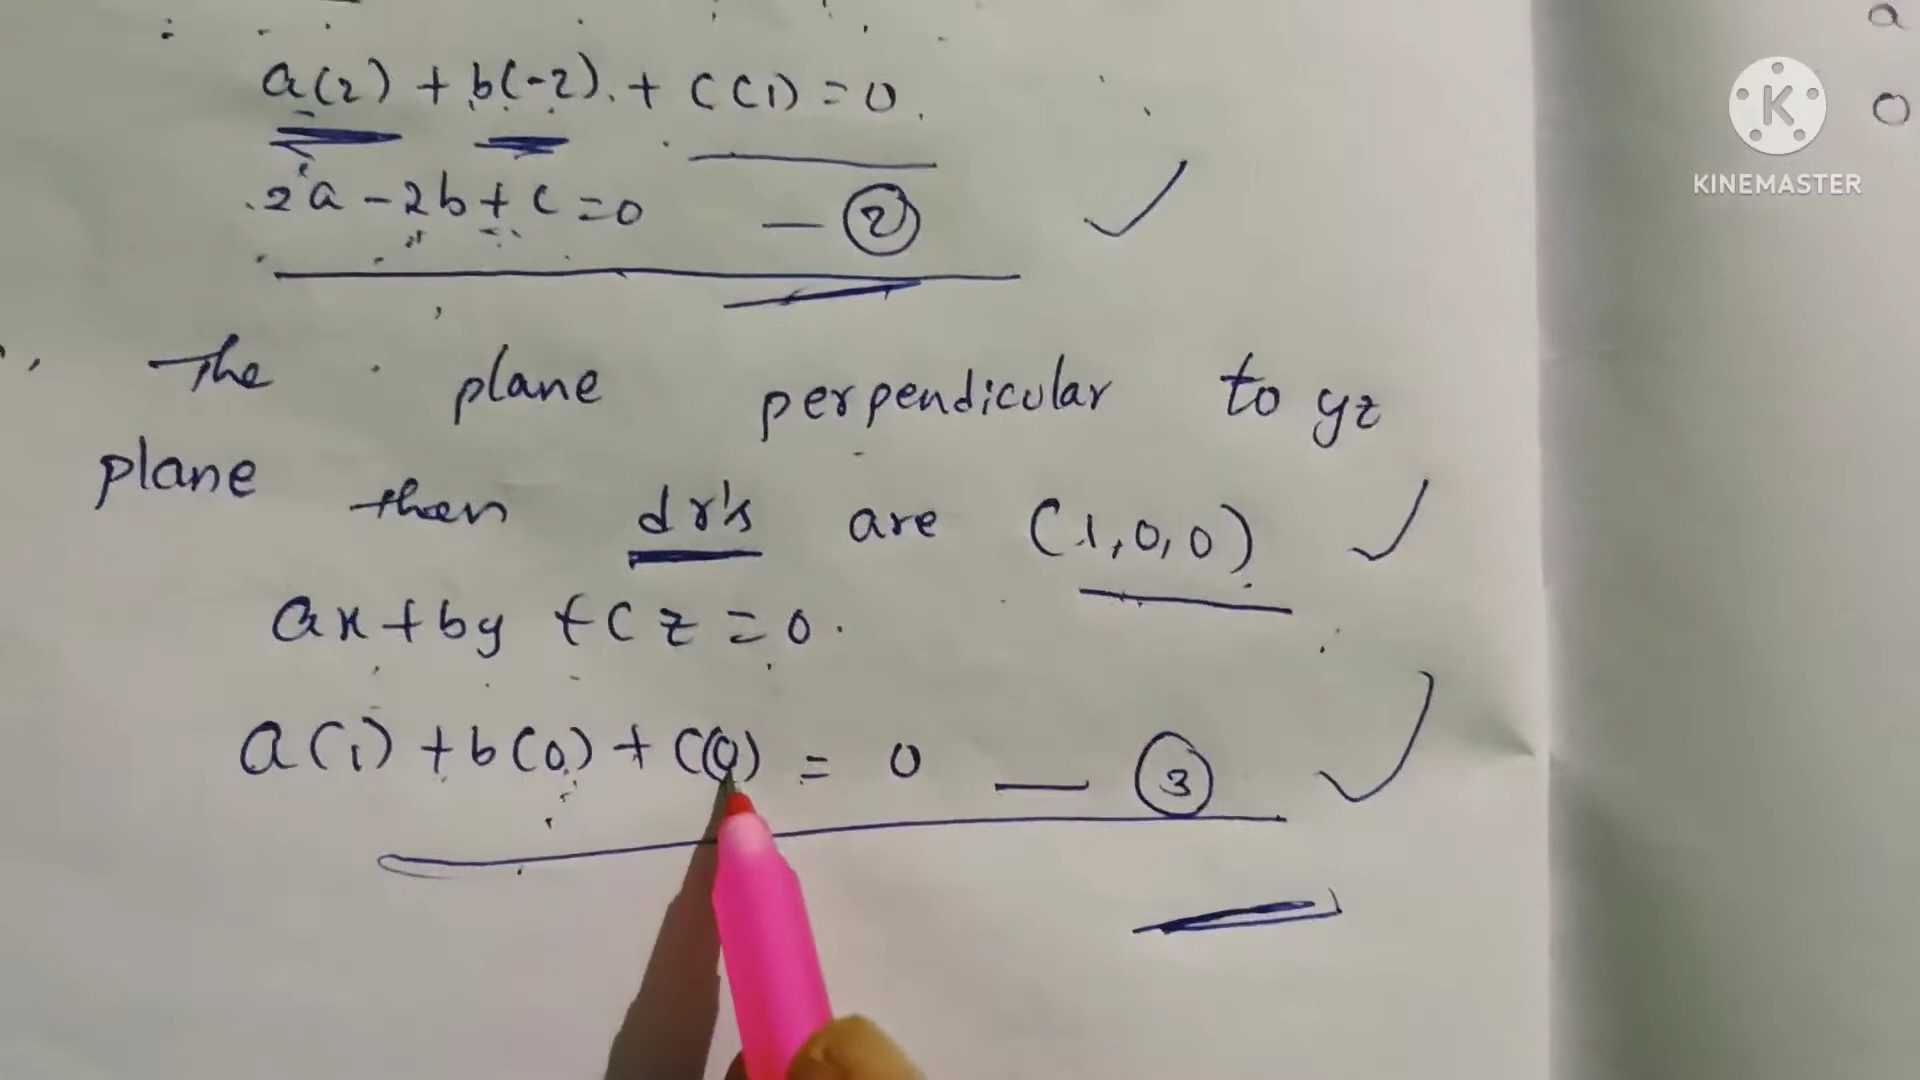 a(2) + b(-2) + c(1) = 0
2a - 2b + c = 0 — 2
The plane perpendicular to yz
plane then dr's are (1,0,0)
ax + by + cz = 0.
a(1) + b(0) + c(0) = 0 — 3
a
0
K
KINEMASTER